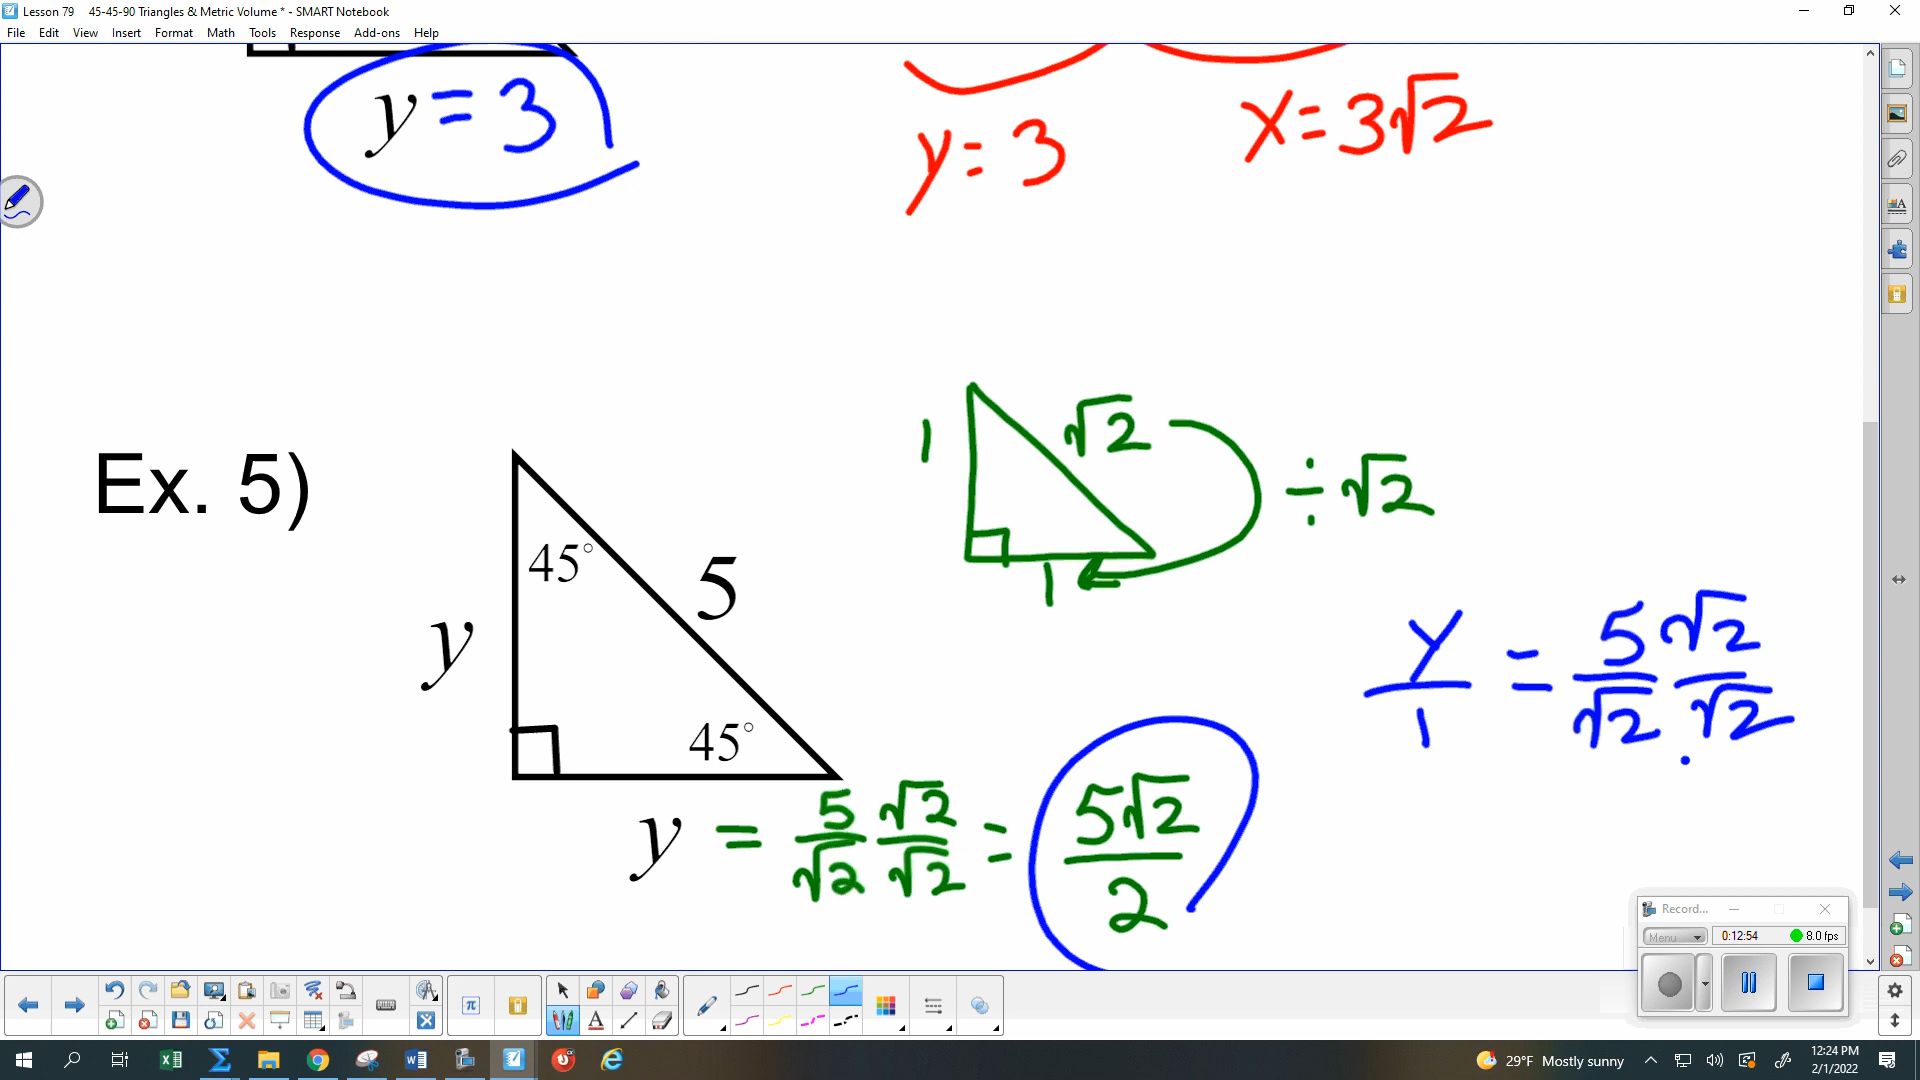 Lesson 79 45-45-90 Triangles & Metric Volume * - SMART Notebook
File Edit View Insert Format Math Tools Response Add-ons Help
y = 3
y = 3
x = 3√2
1
√2
÷ √2
1
Ex. 5)
45°
5
y
45°
y/1 = 5/√2 √2/√2
y = 5/√2 √2/√2 = 5√2/2
Record...
Menu
0:12:54
8.0 fps
29°F Mostly sunny
12:24 PM
2/1/2022